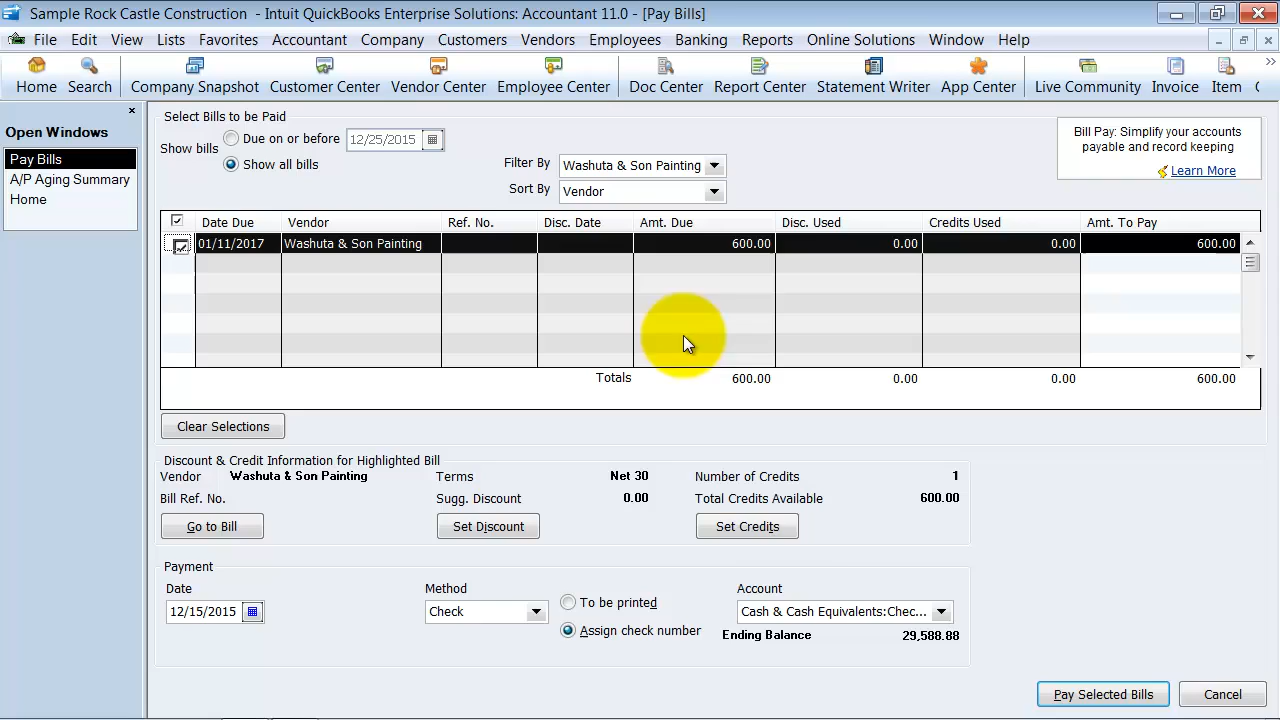 Sample Rock Castle Construction - Intuit QuickBooks Enterprise Solutions: Accountant 11.0 - [Pay Bills]
File Edit View Lists Favorites Accountant Company Customers Vendors Employees Banking Reports Online Solutions Window Help
Home Search Company Snapshot Customer Center Vendor Center Employee Center Doc Center Report Center Statement Writer App Center Live Community Invoice Item
Open Windows
Pay Bills
A/P Aging Summary
Home
Select Bills to be Paid
Show bills
Due on or before 12/25/2015
Show all bills
Filter By Washuta & Son Painting
Sort By Vendor
Bill Pay: Simplify your accounts
payable and record keeping
Learn More
Date Due Vendor Ref. No. Disc. Date Amt. Due Disc. Used Credits Used Amt. To Pay
01/11/2017 Washuta & Son Painting 600.00 0.00 0.00 600.00
Totals 600.00 0.00 0.00 600.00
Clear Selections
Discount & Credit Information for Highlighted Bill
Vendor Washuta & Son Painting Terms Net 30 Number of Credits 1
Bill Ref. No. Sugg. Discount 0.00 Total Credits Available 600.00
Go to Bill Set Discount Set Credits
Payment
Date Method Account
12/15/2015 Check To be printed Cash & Cash Equivalents:Chec...
Assign check number Ending Balance 29,588.88
Pay Selected Bills Cancel